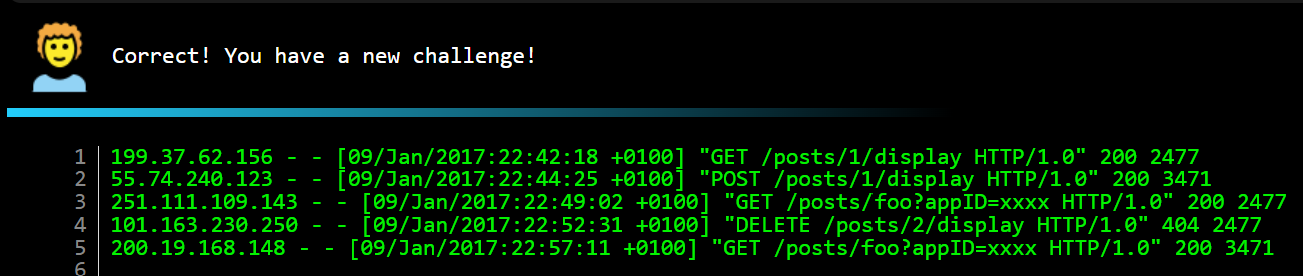 Correct! You have a new challenge!
1 199.37.62.156 - - [09/Jan/2017:22:42:18 +0100] "GET /posts/1/display HTTP/1.0" 200 2477
2 55.74.240.123 - - [09/Jan/2017:22:44:25 +0100] "POST /posts/1/display HTTP/1.0" 200 3471
3 251.111.109.143 - - [09/Jan/2017:22:49:02 +0100] "GET /posts/foo?appID=xxxx HTTP/1.0" 200 2477
4 101.163.230.250 - - [09/Jan/2017:22:52:31 +0100] "DELETE /posts/2/display HTTP/1.0" 404 2477
5 200.19.168.148 - - [09/Jan/2017:22:57:11 +0100] "GET /posts/foo?appID=xxxx HTTP/1.0" 200 3471
6